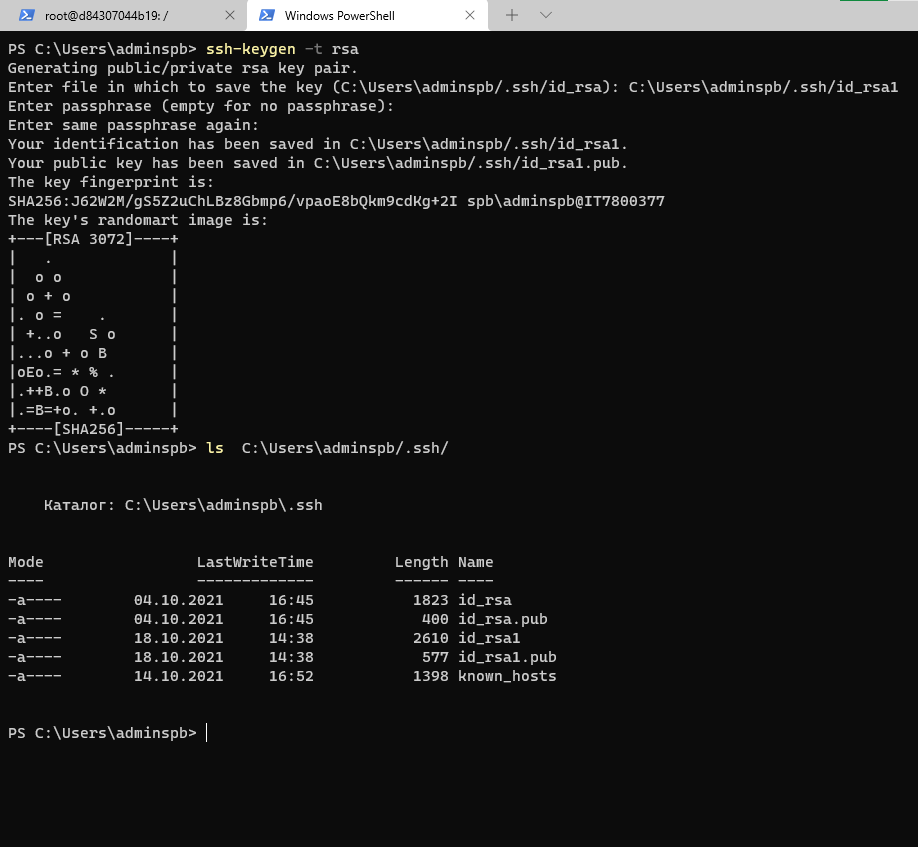 root@d84307044b19: /
Windows PowerShell
PS C:\Users\adminspb> ssh-keygen -t rsa
Generating public/private rsa key pair.
Enter file in which to save the key (C:\Users\adminspb/.ssh/id_rsa): C:\Users\adminspb/.ssh/id_rsa1
Enter passphrase (empty for no passphrase):
Enter same passphrase again:
Your identification has been saved in C:\Users\adminspb/.ssh/id_rsa1.
Your public key has been saved in C:\Users\adminspb/.ssh/id_rsa1.pub.
The key fingerprint is:
SHA256:J62W2M/gS5Z2uChLBz8Gbmp6/vpaoE8bQkm9cdKg+2I spb\adminspb@IT7800377
The key's randomart image is:
+---[RSA 3072]----+
|   .             |
|  o o            |
| o + o           |
|. o =    .       |
| +..o   S o      |
|...o + o B       |
|oEo.= * % .      |
|.++B.o O *       |
|.=B=+o. +.o      |
+----[SHA256]-----+
PS C:\Users\adminspb> ls  C:\Users\adminspb/.ssh/
    Каталог: C:\Users\adminspb\.ssh
Mode                 LastWriteTime         Length Name
----                 -------------         ------ ----
-a----        04.10.2021     16:45           1823 id_rsa
-a----        04.10.2021     16:45            400 id_rsa.pub
-a----        18.10.2021     14:38           2610 id_rsa1
-a----        18.10.2021     14:38            577 id_rsa1.pub
-a----        14.10.2021     16:52           1398 known_hosts
PS C:\Users\adminspb>